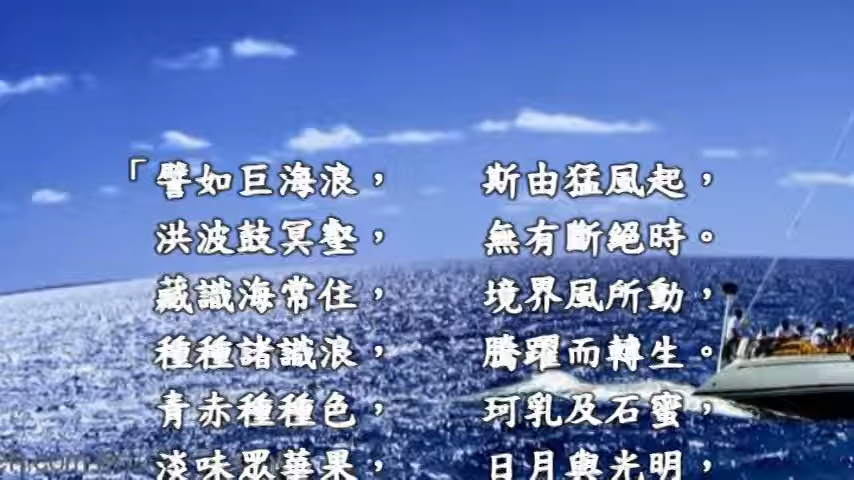 「譬如巨海浪，　斯由猛風起，
洪波鼓冥壑，　無有斷絕時。
藏識海常住，　境界風所動，
種種諸識浪，　騰躍而轉生。
青赤種種色，　珂乳及石蜜，
淡味眾華果，　日月與光明，